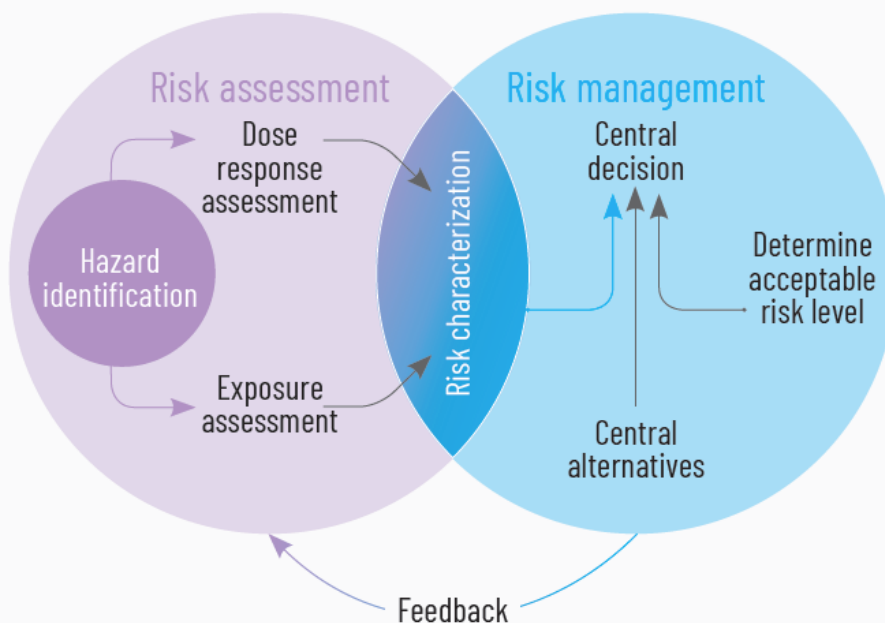 Risk assessment
Dose
response
assessment
Hazard
identification
Exposure
assessment
Risk characterization
Risk management
Central
decision
Determine
acceptable
risk level
Central
alternatives
Feedback